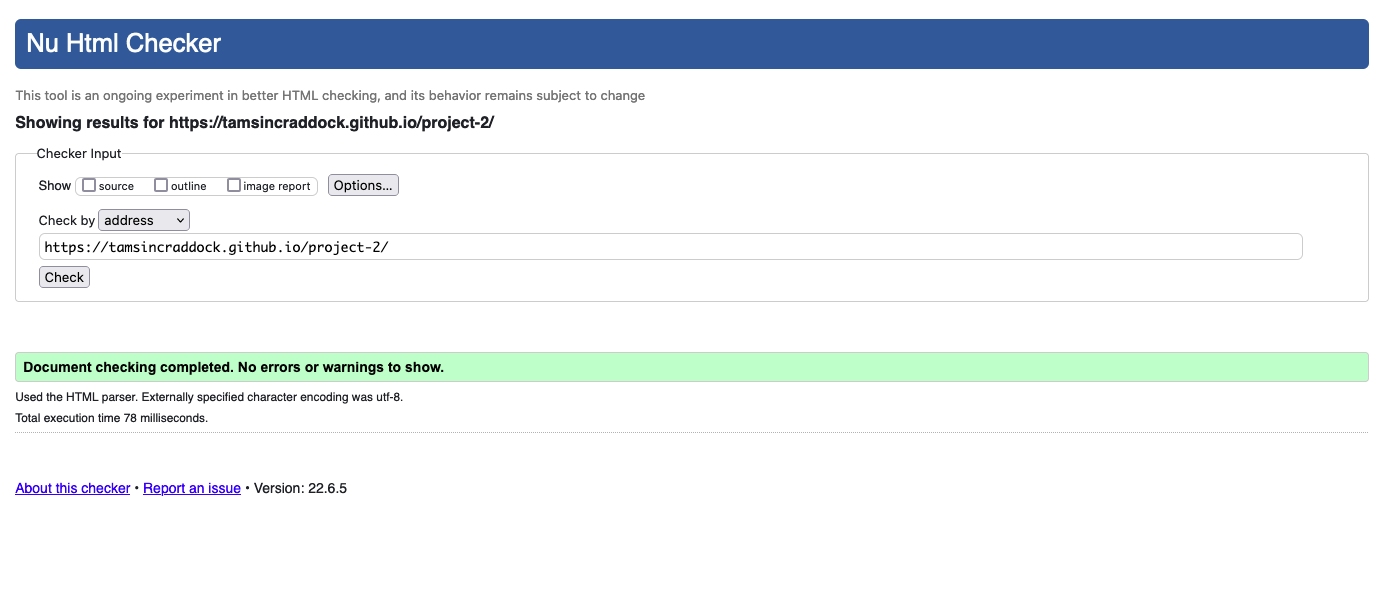 Nu Html Checker
This tool is an ongoing experiment in better HTML checking, and its behavior remains subject to change
Showing results for https://tamsincraddock.github.io/project-2/
Checker Input
Show source outline image report Options...
Check by address
https://tamsincraddock.github.io/project-2/
Check
Document checking completed. No errors or warnings to show.
Used the HTML parser. Externally specified character encoding was utf-8.
Total execution time 78 milliseconds.
About this checker • Report an issue • Version: 22.6.5